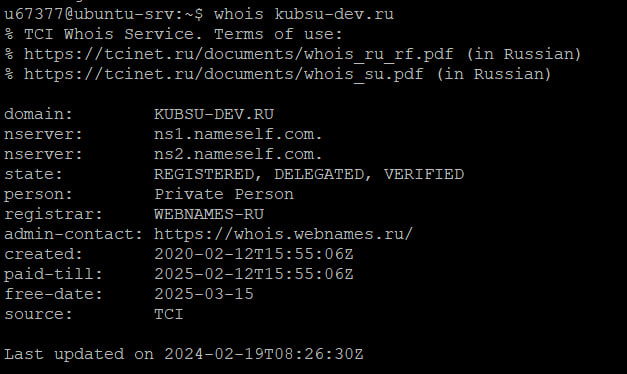 u67377@ubuntu-srv:~$ whois kubsu-dev.ru
% TCI Whois Service. Terms of use:
% https://tcinet.ru/documents/whois_ru_rf.pdf (in Russian)
% https://tcinet.ru/documents/whois_su.pdf (in Russian)

domain:        KUBSU-DEV.RU
nserver:       ns1.nameself.com.
nserver:       ns2.nameself.com.
state:         REGISTERED, DELEGATED, VERIFIED
person:        Private Person
registrar:     WEBNAMES-RU
admin-contact: https://whois.webnames.ru/
created:       2020-02-12T15:55:06Z
paid-till:     2025-02-12T15:55:06Z
free-date:     2025-03-15
source:        TCI

Last updated on 2024-02-19T08:26:30Z